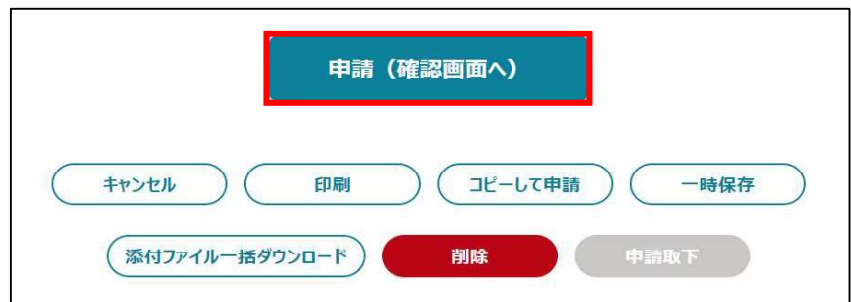 申請（確認画面へ）
キャンセル
印刷
コピーして申請
一時保存
添付ファイル一括ダウンロード
削除
申請取下